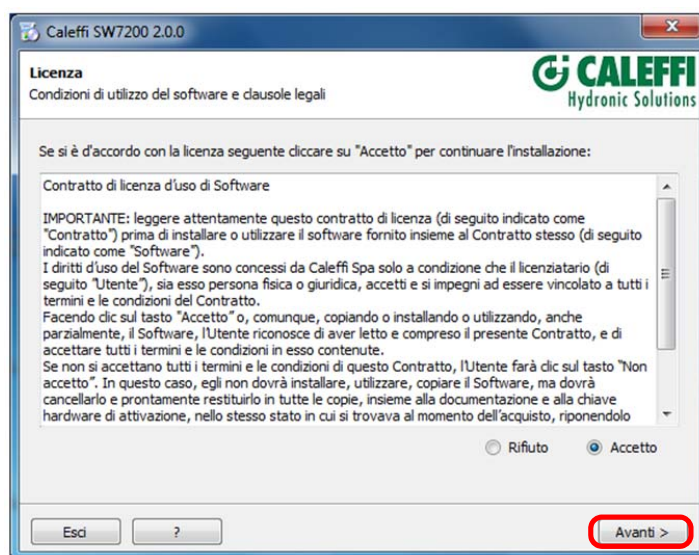 Caleffi SW7200 2.0.0
Licenza
Condizioni di utilizzo del software e clausole legali
CALEFFI
Hydronic Solutions
Se si è d'accordo con la licenza seguente cliccare su "Accetto" per continuare l'installazione:
Contratto di licenza d'uso di Software
IMPORTANTE: leggere attentamente questo contratto di licenza (di seguito indicato come
"Contratto") prima di installare o utilizzare il software fornito insieme al Contratto stesso (di seguito
indicato come "Software").
I diritti d'uso del Software sono concessi da Caleffi Spa solo a condizione che il licenziatario (di
seguito "Utente"), sia esso persona fisica o giuridica, accetti e si impegni ad essere vincolato a tutti i
termini e le condizioni del Contratto.
Facendo clic sul tasto "Accetto" o, comunque, copiando o installando o utilizzando, anche
parzialmente, il Software, l'Utente riconosce di aver letto e compreso il presente Contratto, e di
accettare tutti i termini e le condizioni in esso contenute.
Se non si accettano tutti i termini e le condizioni di questo Contratto, l'Utente farà clic sul tasto "Non
accetto". In questo caso, egli non dovrà installare, utilizzare, copiare il Software, ma dovrà
cancellarlo e prontamente restituirlo in tutte le copie, insieme alla documentazione e alla chiave
hardware di attivazione, nello stesso stato in cui si trovava al momento dell'acquisto, riponendolo
Rifiuto Accetto
Esci ? Avanti >